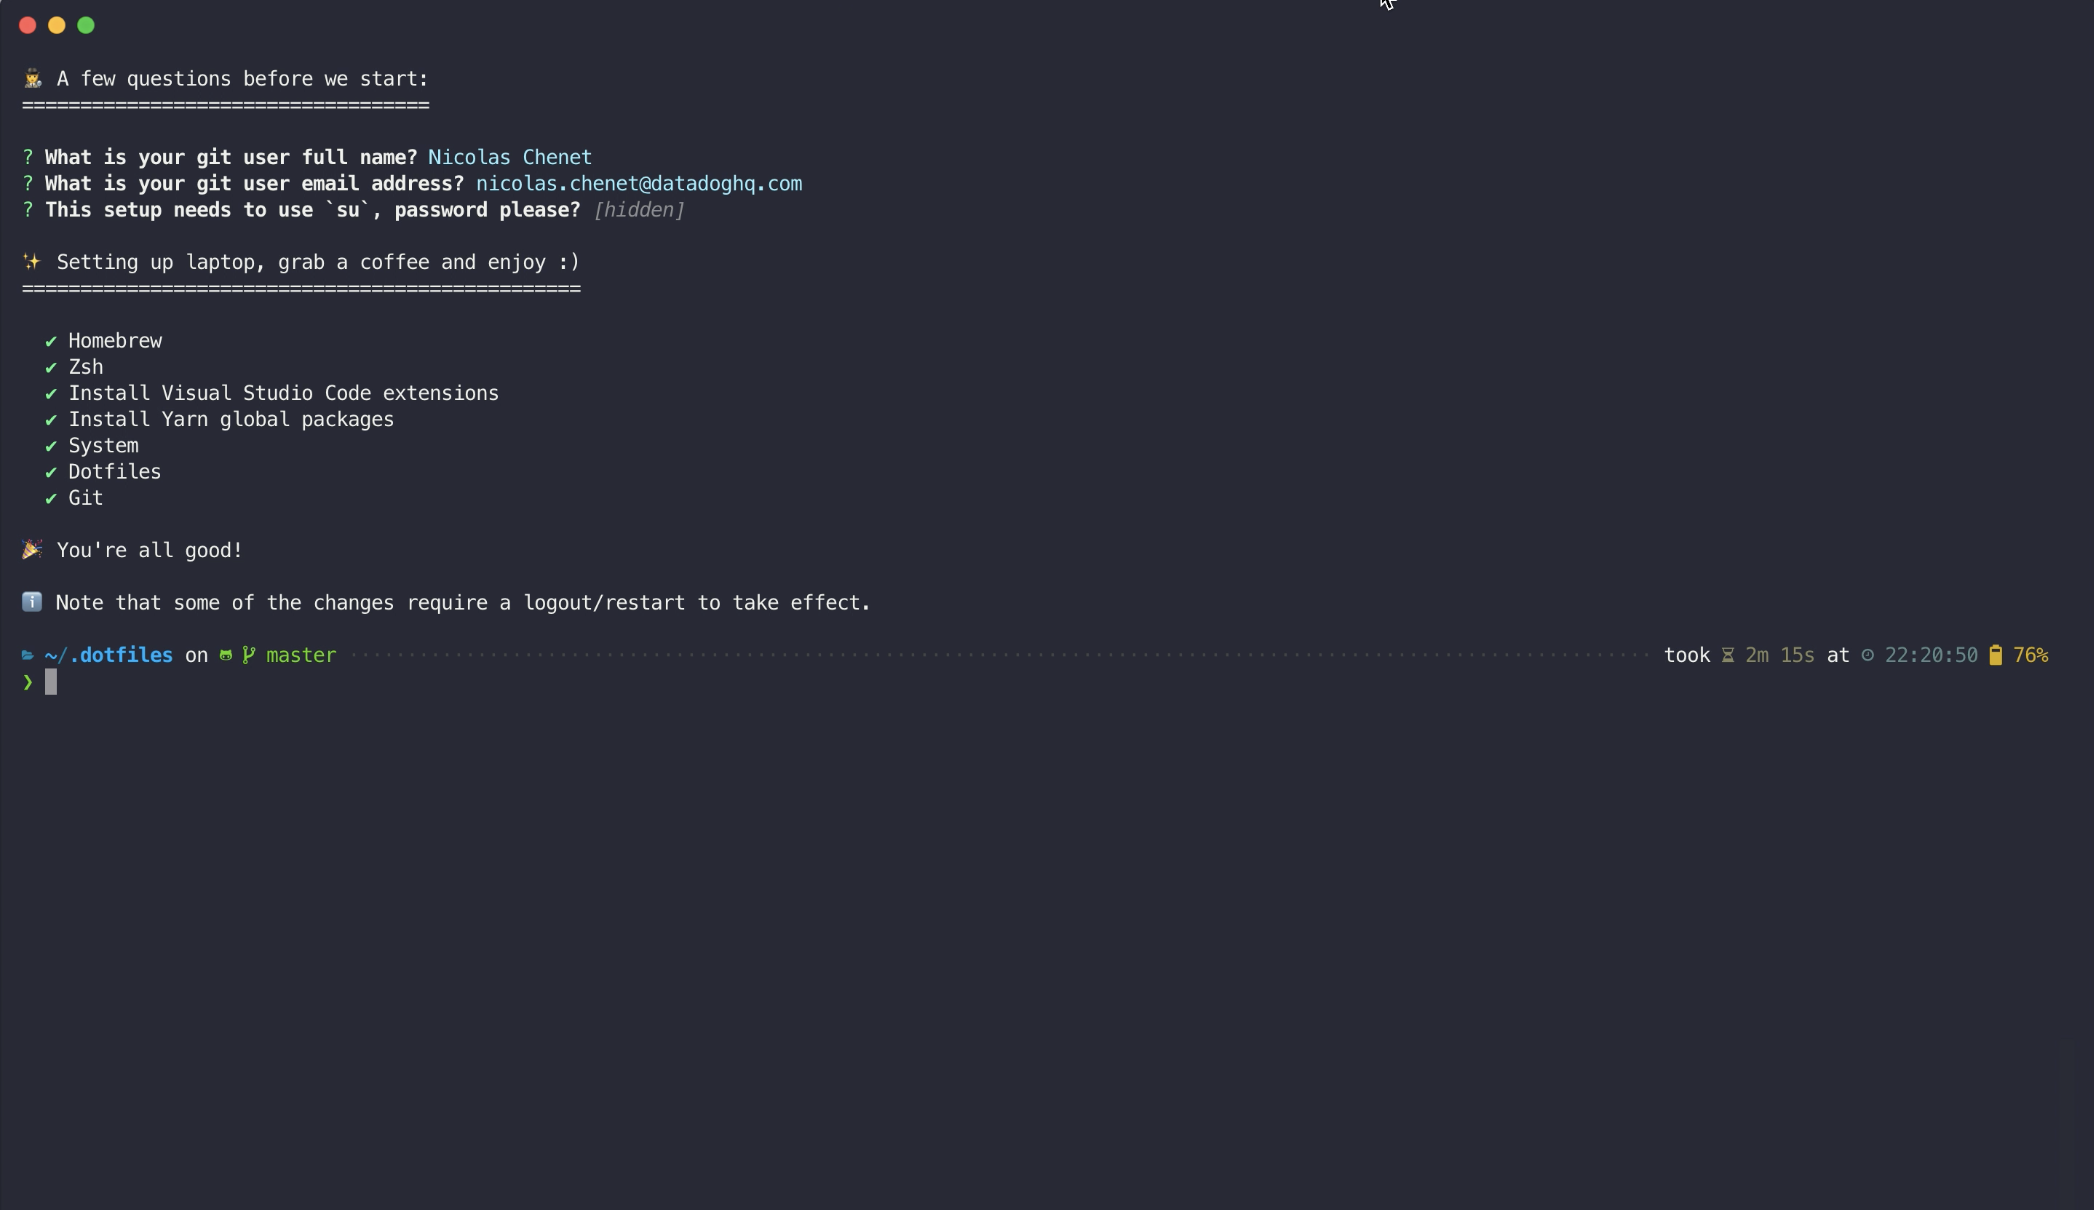 🕵️ A few questions before we start:
===================================
? What is your git user full name? Nicolas Chenet
? What is your git user email address? nicolas.chenet@datadoghq.com
? This setup needs to use `su`, password please? [hidden]
✨ Setting up laptop, grab a coffee and enjoy :)
================================================
✔ Homebrew
✔ Zsh
✔ Install Visual Studio Code extensions
✔ Install Yarn global packages
✔ System
✔ Dotfiles
✔ Git
🎉 You're all good!
ℹ️ Note that some of the changes require a logout/restart to take effect.
~/.dotfiles on master took 2m 15s at 22:20:50 76%
❯